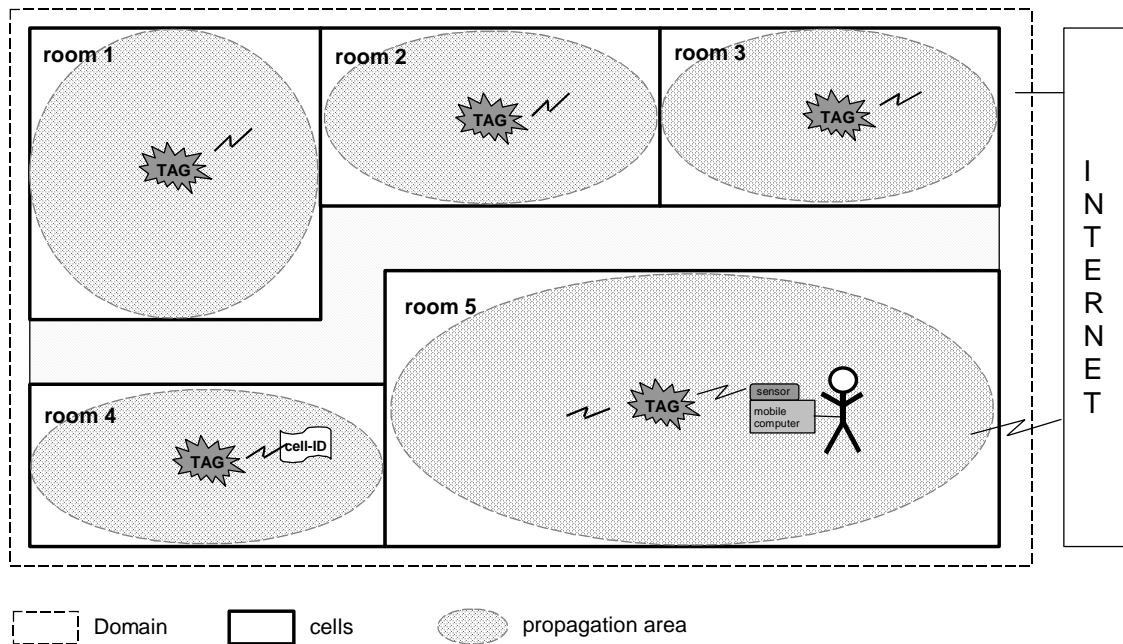 room 1
room 2
room 3
TAG
TAG
TAG
INTERNET
room 5
sensor
TAG
mobile
computer
room 4
cell-ID
TAG
Domain
cells
propagation area